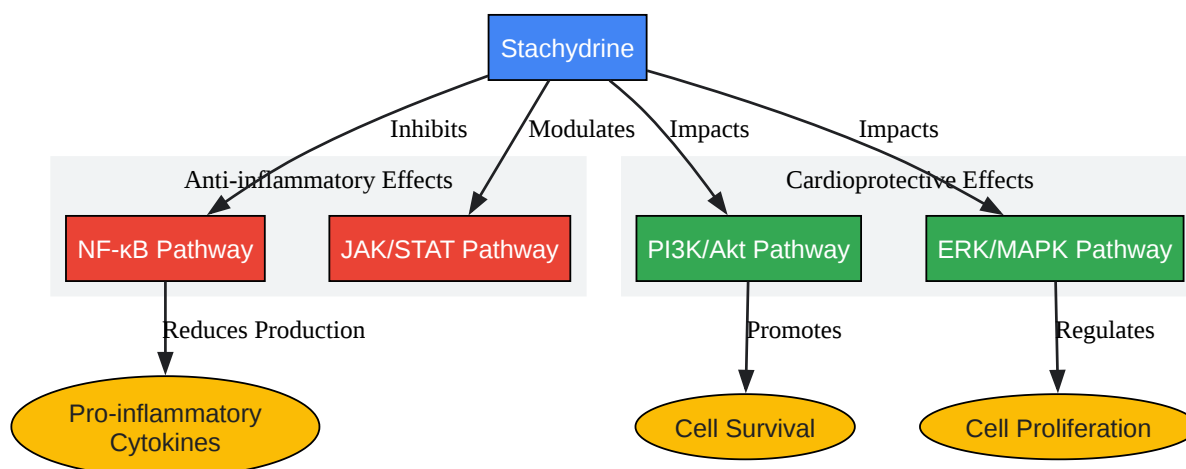 Stachydrine
Inhibits
Modulates
Impacts
Impacts
Anti-inflammatory Effects
Cardioprotective Effects
NF-κB Pathway
JAK/STAT Pathway
PI3K/Akt Pathway
ERK/MAPK Pathway
Reduces Production
Promotes
Regulates
Pro-inflammatory
Cytokines
Cell Survival
Cell Proliferation